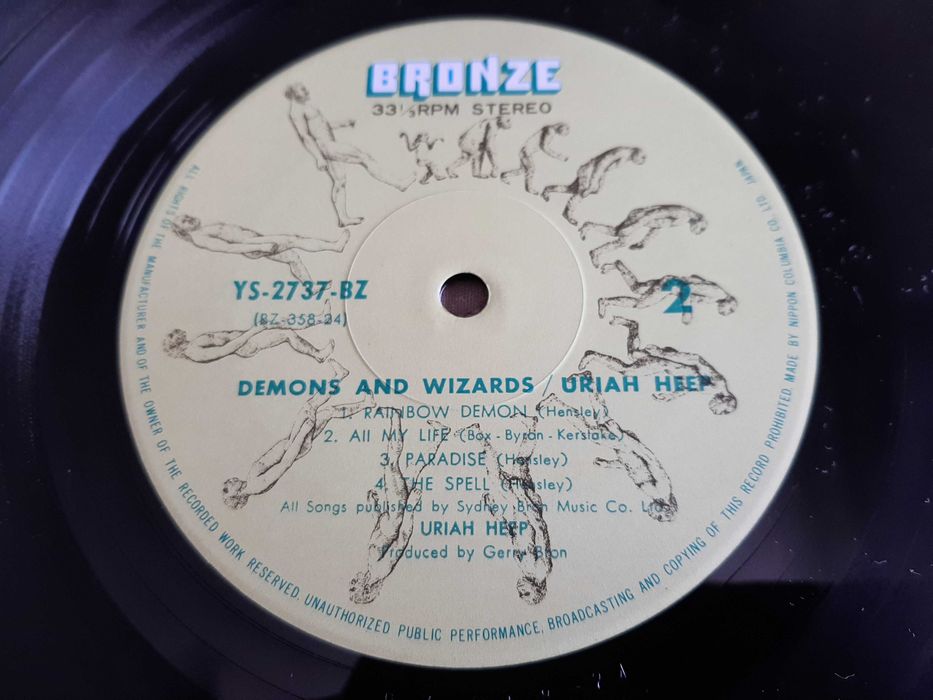 BRONZE
33⅓RPM STEREO
YS-2737-BZ
(BZ-358-24)
2
DEMONS AND WIZARDS / URIAH HEEP
1. RAINBOW DEMON (Hensley)
2. All MY LIFE (Box - Byron - Kerslake)
3. PARADISE (Hensley)
4. THE SPELL (Hensley)
All Songs published by Sydney Bron Music Co. Ltd.
URIAH HEEP
Produced by Gerry Bron
ALL RIGHTS OF THE MANUFACTURER AND OF THE OWNER OF THE RECORDED WORK RESERVED. UNAUTHORIZED PUBLIC PERFORMANCE, BROADCASTING AND COPYING OF THIS RECORD PROHIBITED MADE BY NIPPON COLUMBIA CO., LTD. JAPAN